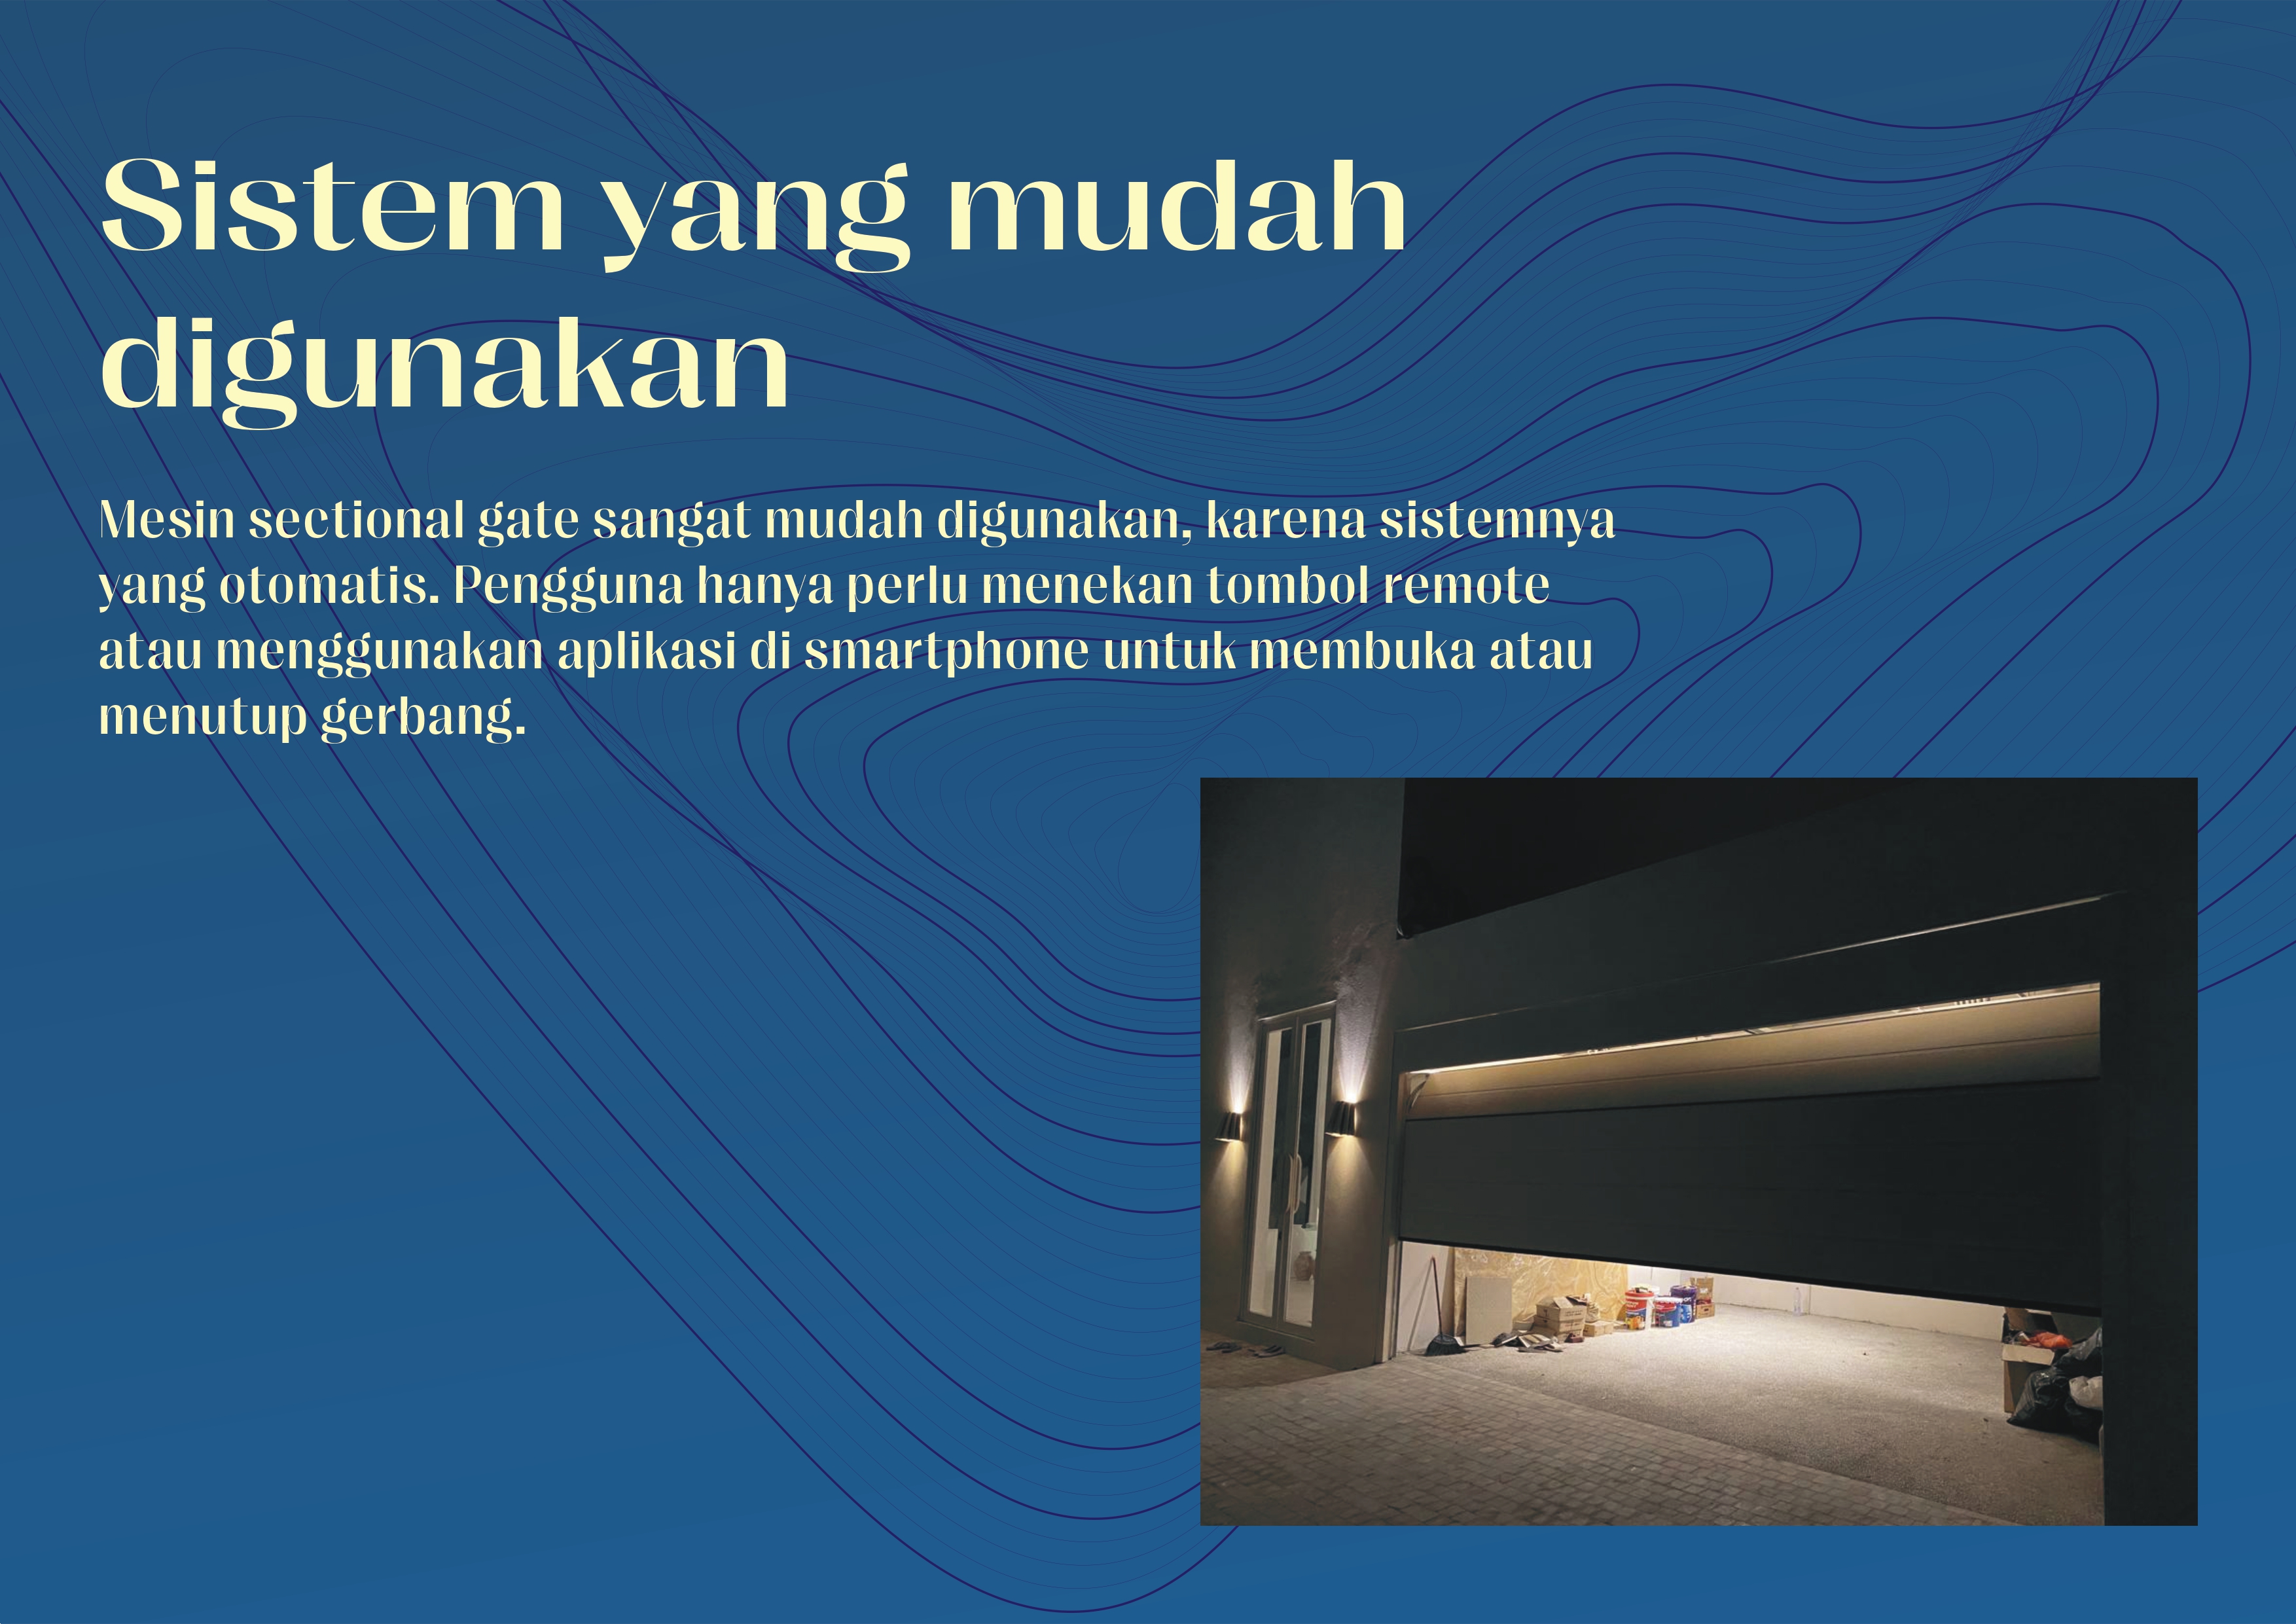 Sistem yang mudah
digunakan
Mesin sectional gate sangat mudah digunakan, karena sistemnya
yang otomatis. Pengguna hanya perlu menekan tombol remote
atau menggunakan aplikasi di smartphone untuk membuka atau
menutup gerbang.